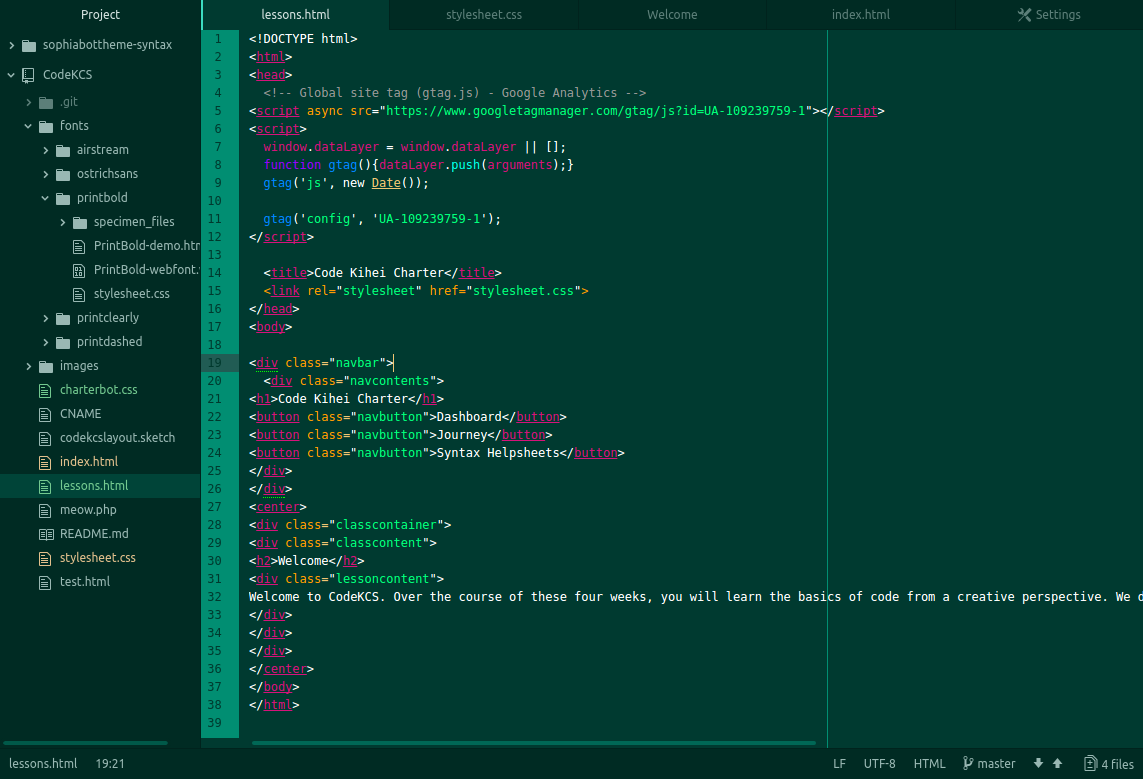 Project
lessons.html
stylesheet.css
Welcome
index.html
Settings
sophiabottheme-syntax
CodeKCS
.git
fonts
airstream
ostrichsans
printbold
specimen_files
PrintBold-demo.htm
PrintBold-webfont.
stylesheet.css
printclearly
printdashed
images
charterbot.css
CNAME
codekcslayout.sketch
index.html
lessons.html
meow.php
README.md
stylesheet.css
test.html
1 <!DOCTYPE html>
2 <html>
3 <head>
4   <!-- Global site tag (gtag.js) - Google Analytics -->
5 <script async src="https://www.googletagmanager.com/gtag/js?id=UA-109239759-1"></script>
6 <script>
7   window.dataLayer = window.dataLayer || [];
8   function gtag(){dataLayer.push(arguments);}
9   gtag('js', new Date());
10
11   gtag('config', 'UA-109239759-1');
12 </script>
13
14   <title>Code Kihei Charter</title>
15   <link rel="stylesheet" href="stylesheet.css">
16 </head>
17 <body>
18
19 <div class="navbar">
20   <div class="navcontents">
21 <h1>Code Kihei Charter</h1>
22 <button class="navbutton">Dashboard</button>
23 <button class="navbutton">Journey</button>
24 <button class="navbutton">Syntax Helpsheets</button>
25 </div>
26 </div>
27 <center>
28 <div class="classcontainer">
29 <div class="classcontent">
30 <h2>Welcome</h2>
31 <div class="lessoncontent">
32 Welcome to CodeKCS. Over the course of these four weeks, you will learn the basics of code from a creative perspective. We
33 </div>
34 </div>
35 </div>
36 </center>
37 </body>
38 </html>
39
lessons.html 19:21 LF UTF-8 HTML master 4 files